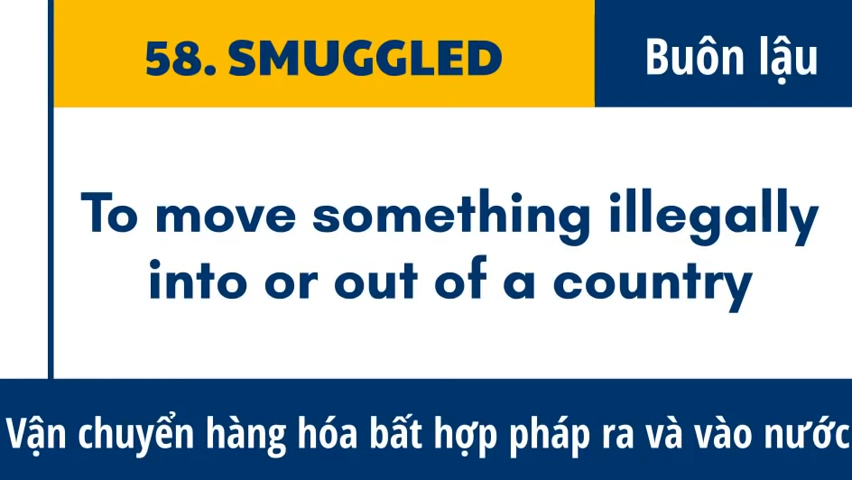 58. SMUGGLED
Buôn lậu
To move something illegally
into or out of a country
Vận chuyển hàng hóa bất hợp pháp ra và vào nước